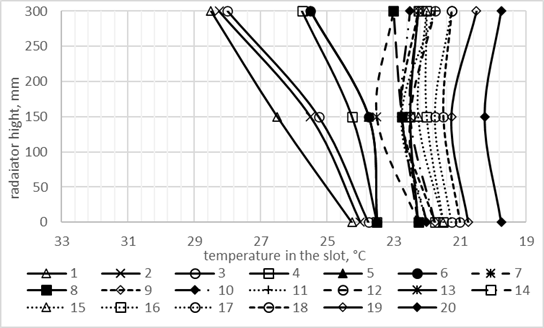 300
250
200
150
100
50
0
radaiator hight, mm
33 31 29 27 25 23 21 19
temperature in the slot, °C
1 2 3 4 5 6 7
8 9 10 11 12 13 14
15 16 17 18 19 20